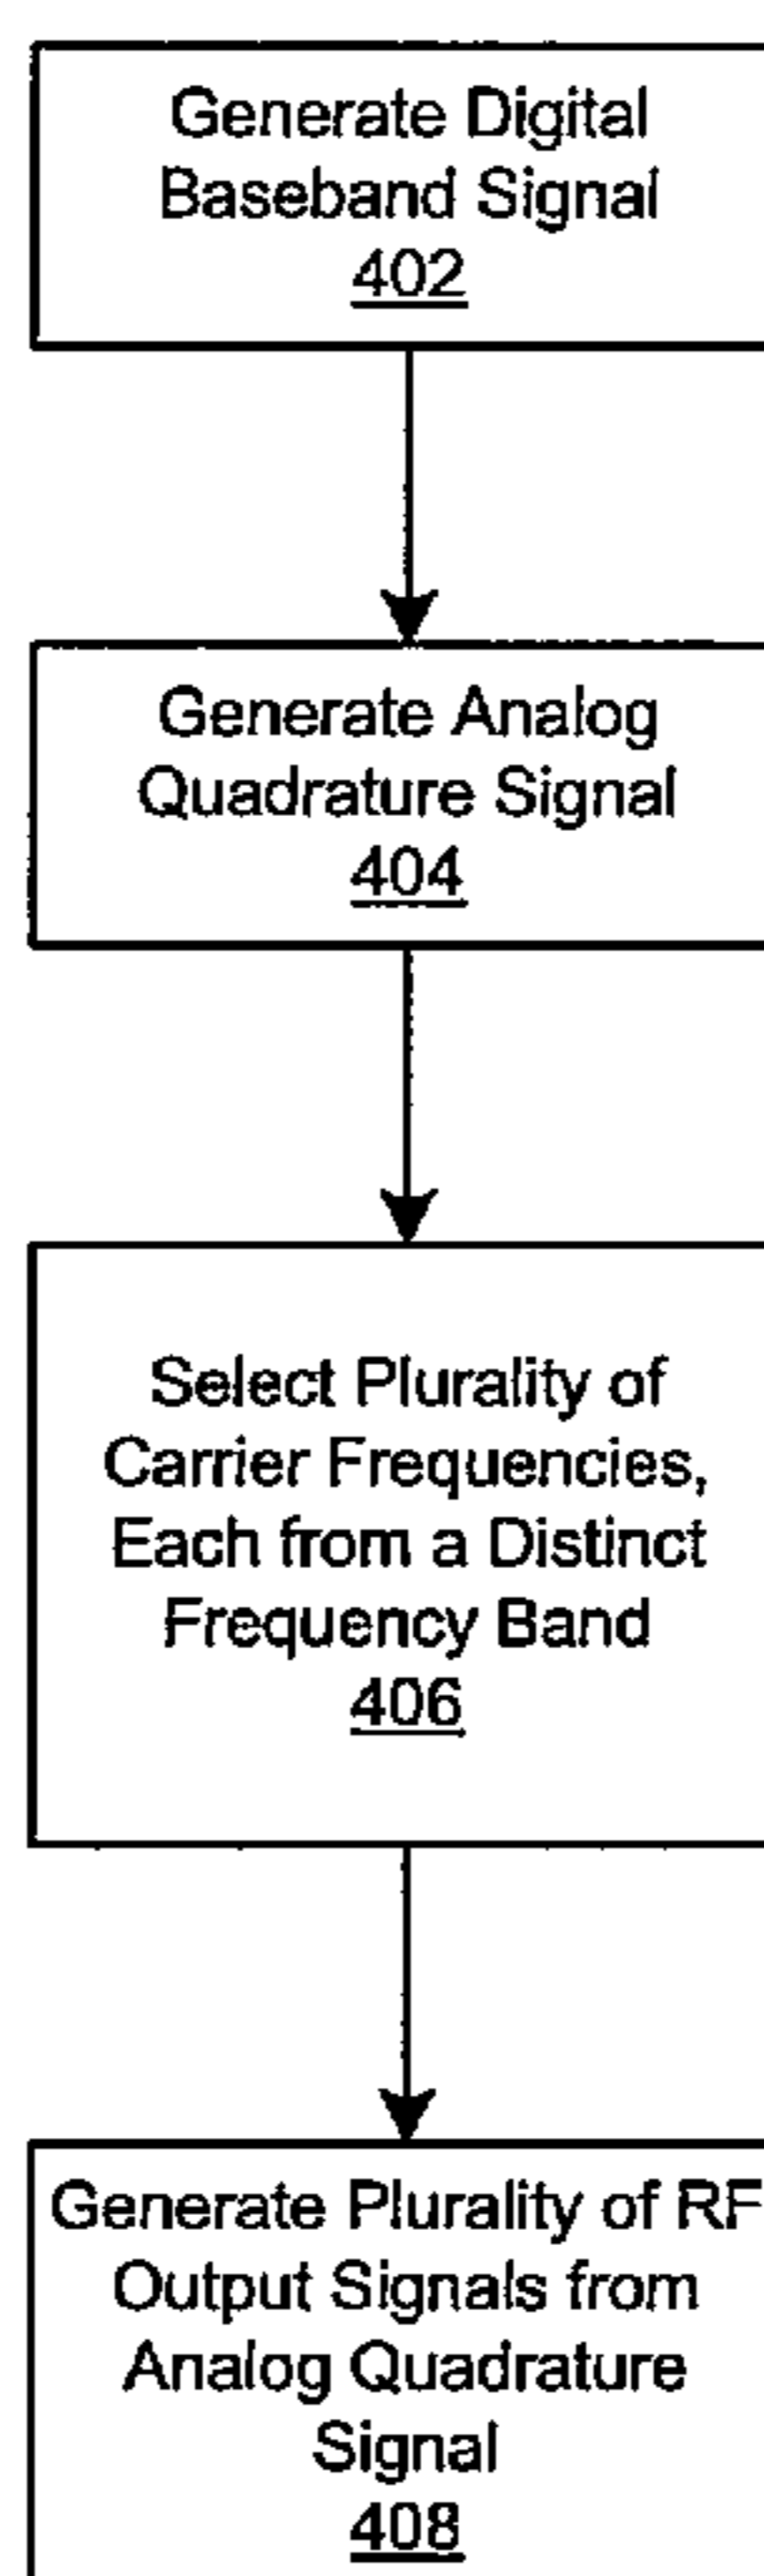 Generate Digital
Baseband Signal
402
Generate Analog
Quadrature Signal
404
Select Plurality of
Carrier Frequencies,
Each from a Distinct
Frequency Band
406
Generate Plurality of RF
Output Signals from
Analog Quadrature
Signal
408